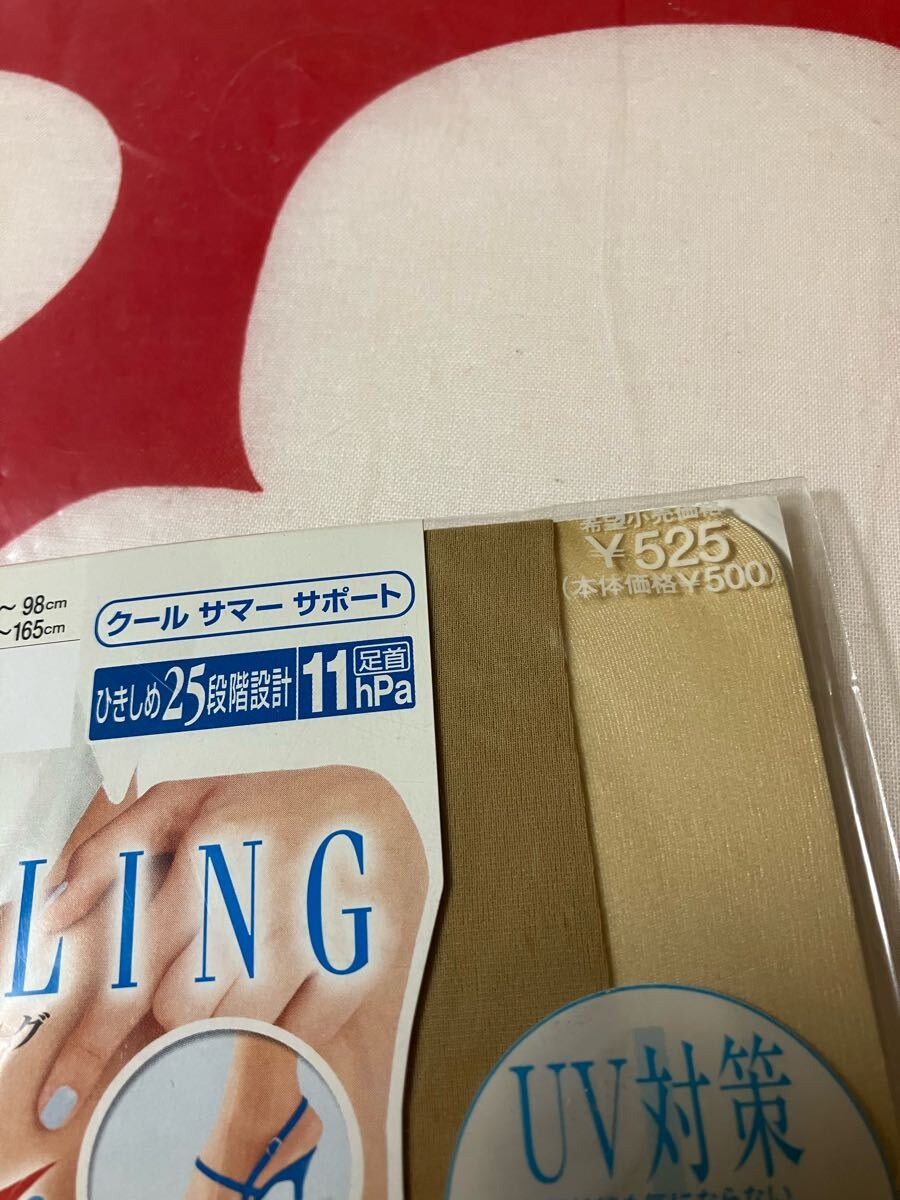 希望小売価格
¥525
(本体価格¥500)
～98cm
～165cm
クール サマー サポート
ひきしめ25段階設計
11hPa
足首
LING
グ
UV対策